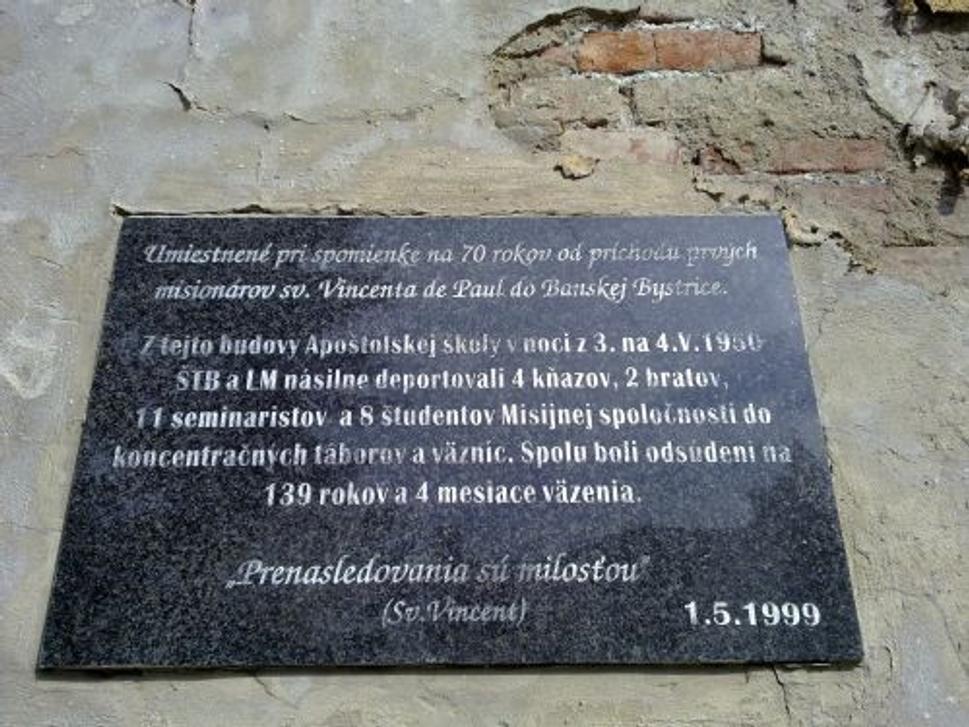 Umiestnené pri spomienke na 70 rokov od príchodu prvých
misionárov sv. Vincenta de Paul do Banskej Bystrice.
Z tejto budovy Apoštolskej školy v noci z 3. na 4.V.1950
ŠTB a LM násilne deportovali 4 kňazov, 2 bratov,
11 seminaristov a 8 študentov Misijnej spoločnosti do
koncentračných táborov a väzníc. Spolu boli odsúdení na
139 rokov a 4 mesiace väzenia.
„Prenasledovania sú milosťou"
(Sv.Vincent)
1.5.1999